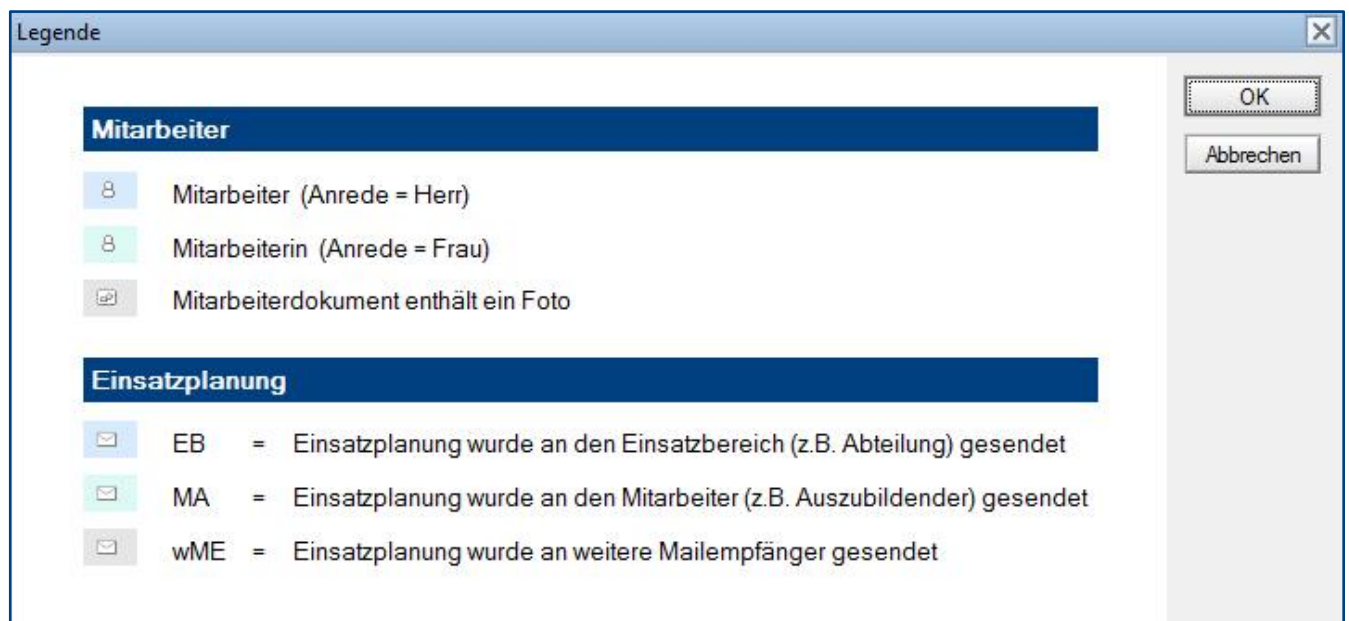 Legende
OK
Abbrechen
Mitarbeiter
Mitarbeiter (Anrede = Herr)
Mitarbeiterin (Anrede = Frau)
Mitarbeiterdokument enthält ein Foto
Einsatzplanung
EB = Einsatzplanung wurde an den Einsatzbereich (z.B. Abteilung) gesendet
MA = Einsatzplanung wurde an den Mitarbeiter (z.B. Auszubildender) gesendet
wME = Einsatzplanung wurde an weitere Mailempfänger gesendet